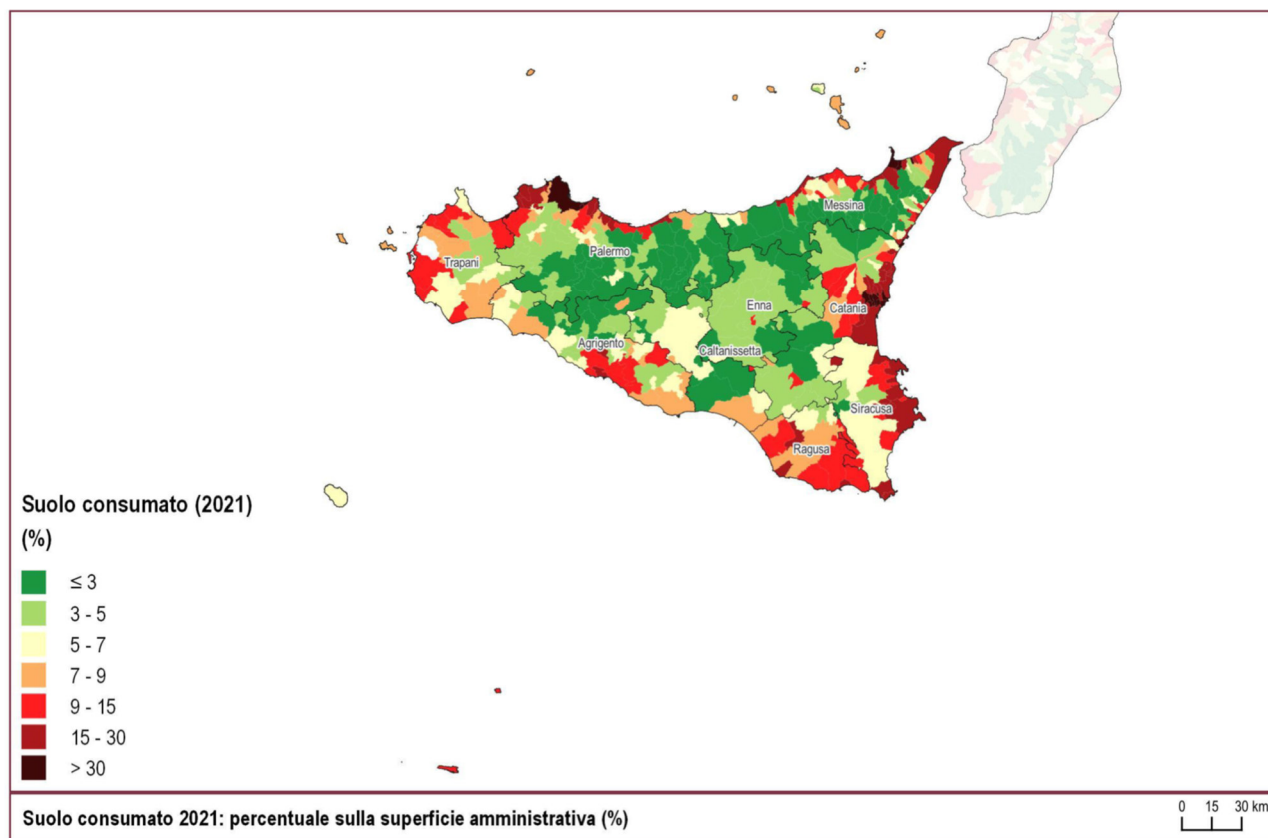 Messina
Palermo
Trapani
Enna
Catania
Agrigento
Caltanissetta
Siracusa
Ragusa
Suolo consumato (2021)
(%)
≤ 3
3 - 5
5 - 7
7 - 9
9 - 15
15 - 30
> 30
Suolo consumato 2021: percentuale sulla superficie amministrativa (%)
0 15 30 km